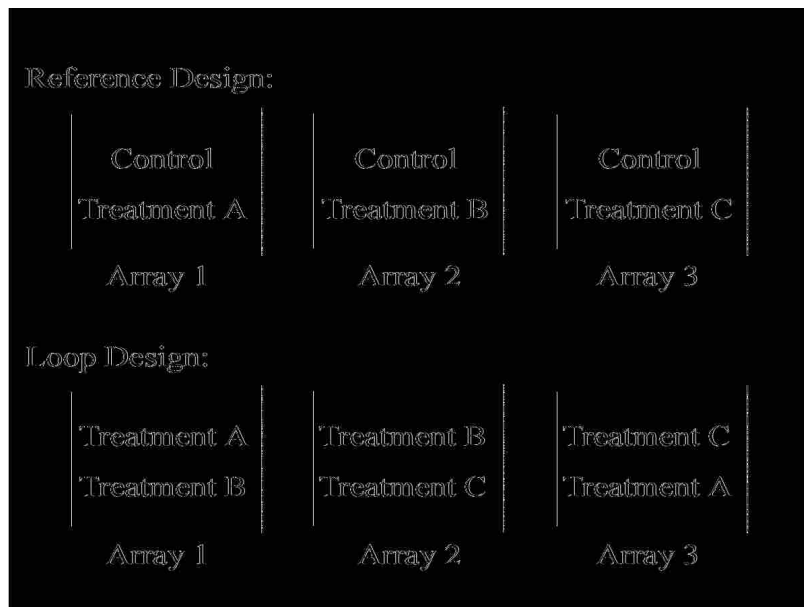 Reference Design:
Control Control Control
Treatment A Treatment B Treatment C
Array 1 Array 2 Array 3
Loop Design:
Treatment A Treatment B Treatment C
Treatment B Treatment C Treatment A
Array 1 Array 2 Array 3